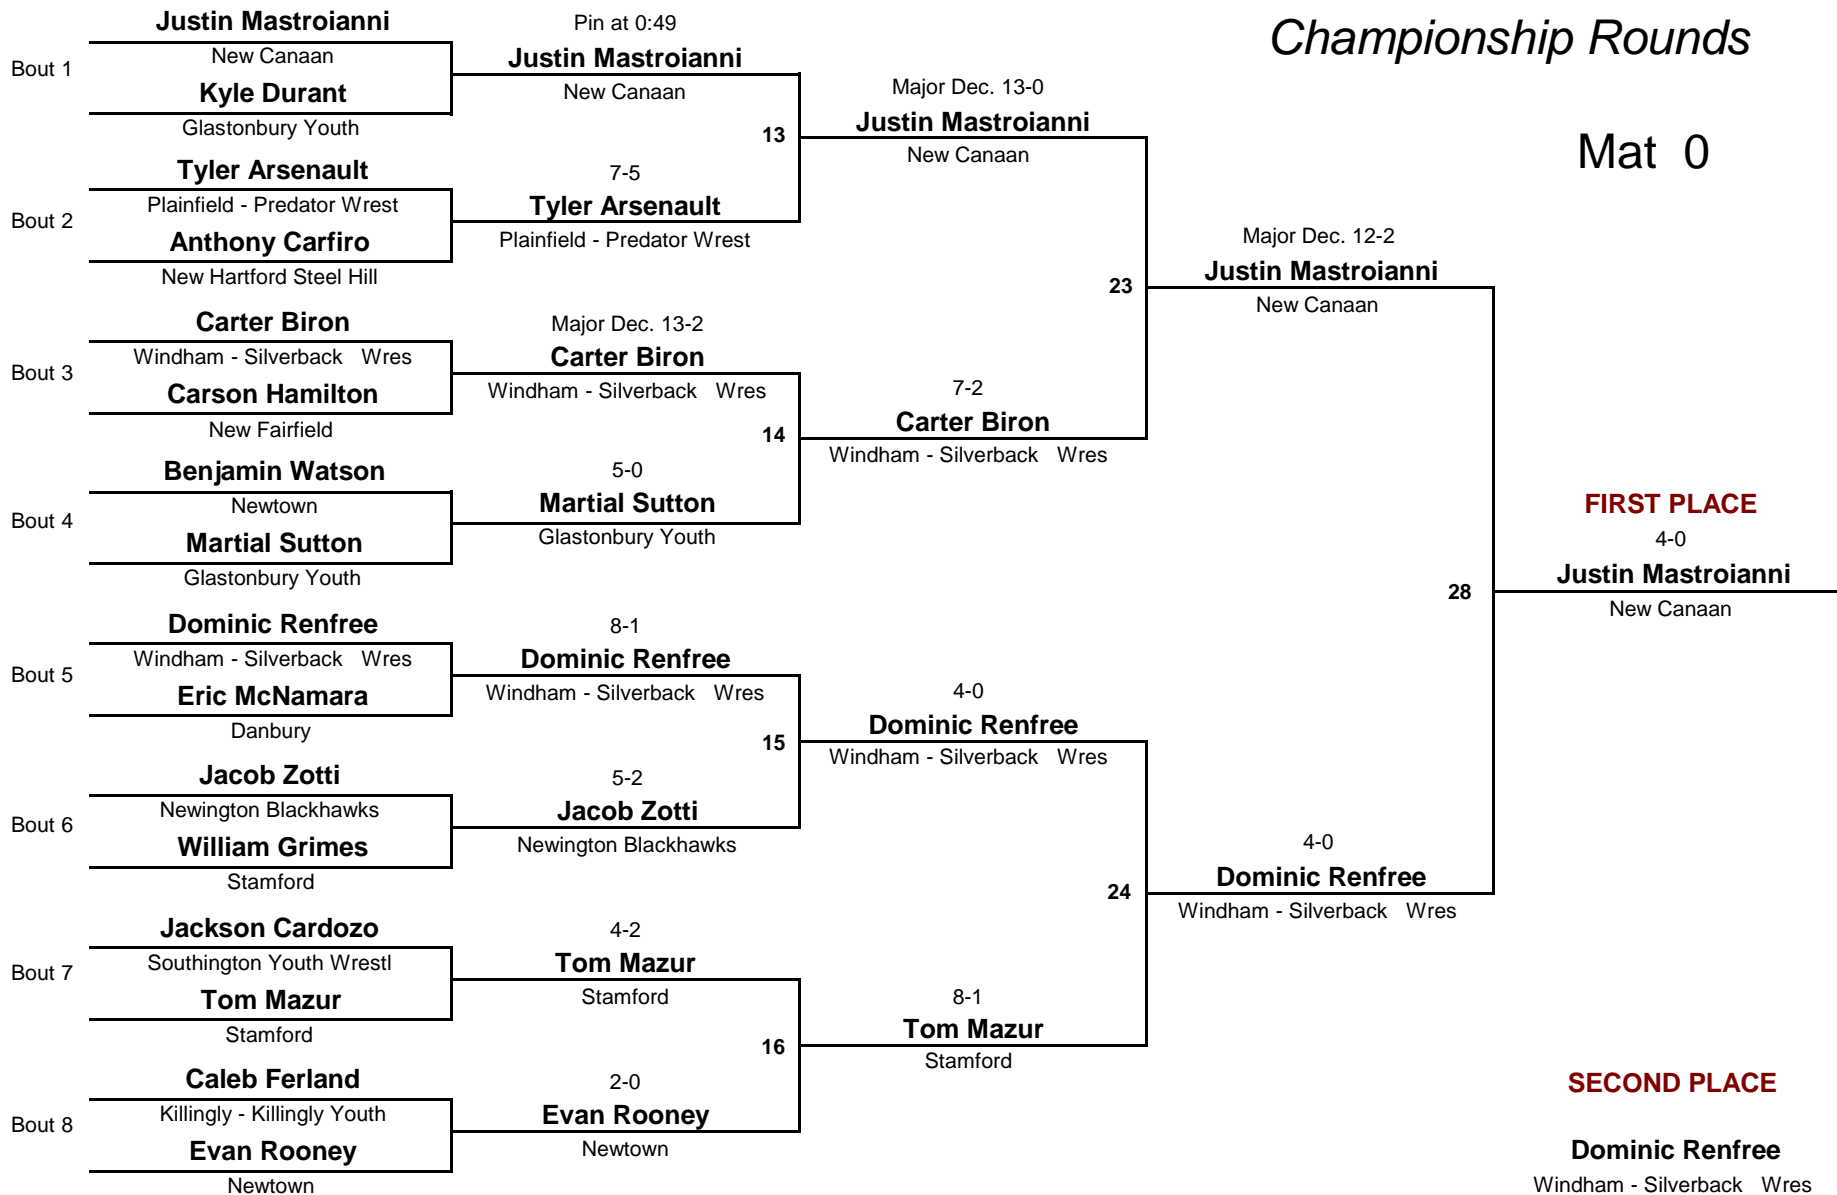 Championship Rounds
Mat 0
Bout 1
Justin Mastroianni
New Canaan
Kyle Durant
Glastonbury Youth
Bout 2
Tyler Arsenault
Plainfield - Predator Wrest
Anthony Carfiro
New Hartford Steel Hill
Bout 3
Carter Biron
Windham - Silverback Wres
Carson Hamilton
New Fairfield
Bout 4
Benjamin Watson
Newtown
Martial Sutton
Glastonbury Youth
Bout 5
Dominic Renfree
Windham - Silverback Wres
Eric McNamara
Danbury
Bout 6
Jacob Zotti
Newington Blackhawks
William Grimes
Stamford
Bout 7
Jackson Cardozo
Southington Youth Wrestl
Tom Mazur
Stamford
Bout 8
Caleb Ferland
Killingly - Killingly Youth
Evan Rooney
Newtown
Pin at 0:49
Justin Mastroianni
New Canaan
13
7-5
Tyler Arsenault
Plainfield - Predator Wrest
Major Dec. 13-2
Carter Biron
Windham - Silverback Wres
14
5-0
Martial Sutton
Glastonbury Youth
8-1
Dominic Renfree
Windham - Silverback Wres
15
5-2
Jacob Zotti
Newington Blackhawks
4-2
Tom Mazur
Stamford
16
2-0
Evan Rooney
Newtown
Major Dec. 13-0
Justin Mastroianni
New Canaan
23
7-2
Carter Biron
Windham - Silverback Wres
4-0
Dominic Renfree
Windham - Silverback Wres
24
8-1
Tom Mazur
Stamford
Major Dec. 12-2
Justin Mastroianni
New Canaan
28
4-0
Dominic Renfree
Windham - Silverback Wres
FIRST PLACE
4-0
Justin Mastroianni
New Canaan
SECOND PLACE
Dominic Renfree
Windham - Silverback Wres